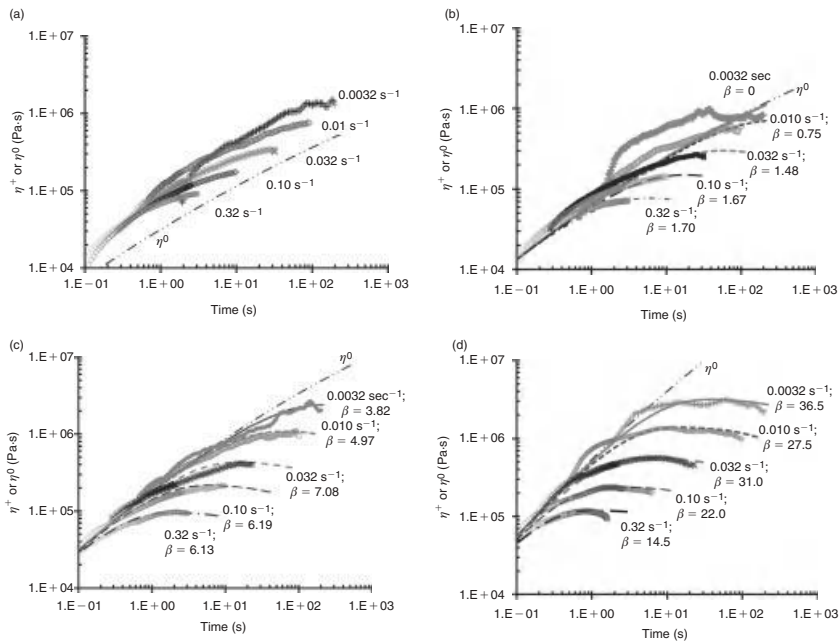 (a)
η⁺ or η⁰ (Pa·s)
1.E + 07
1.E + 06
1.E + 05
1.E + 04
0.0032 s⁻¹
0.01 s⁻¹
0.032 s⁻¹
0.10 s⁻¹
0.32 s⁻¹
η⁰
1.E−01 1.E + 00 1.E + 01 1.E + 02 1.E + 03
Time (s)
(b)
η⁺ or η⁰ (Pa·s)
1.E + 07
1.E + 06
1.E + 05
1.E + 04
0.0032 sec
β = 0
η⁰
0.010 s⁻¹;
β = 0.75
0.032 s⁻¹;
β = 1.48
0.10 s⁻¹;
β = 1.67
0.32 s⁻¹;
β = 1.70
1.E−01 1.E + 00 1.E + 01 1.E + 02 1.E + 03
Time (s)
(c)
η⁺ or η⁰ (Pa·s)
1.E + 07
1.E + 06
1.E + 05
1.E + 04
η⁰
0.0032 sec⁻¹;
β = 3.82
0.010 s⁻¹;
β = 4.97
0.032 s⁻¹;
β = 7.08
0.10 s⁻¹;
β = 6.19
0.32 s⁻¹;
β = 6.13
1.E−01 1.E + 00 1.E + 01 1.E + 02 1.E + 03
Time (s)
(d)
η⁺ or η⁰ (Pa·s)
1.E + 07
1.E + 06
1.E + 05
1.E + 04
η⁰
0.0032 s⁻¹;
β = 36.5
0.010 s⁻¹;
β = 27.5
0.032 s⁻¹;
β = 31.0
0.10 s⁻¹;
β = 22.0
0.32 s⁻¹;
β = 14.5
1.E−01 1.E + 00 1.E + 01 1.E + 02 1.E + 03
Time (s)